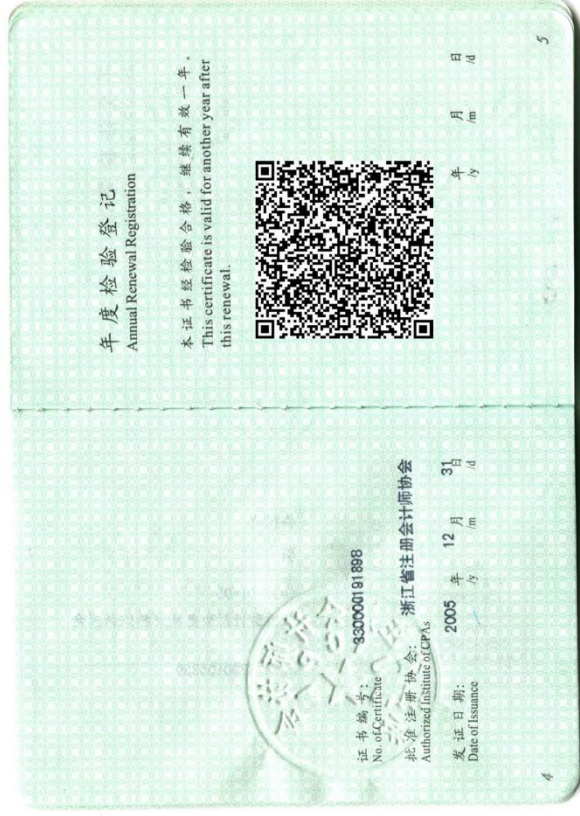 证书编号: 330000191898
No. of Certificate
批准注册协会: 浙江省注册会计师协会
Authorized Institute of CPAs
发证日期: 2005 年 12 月 31 日
Date of Issuance /y /m /d
4
年度检验登记
Annual Renewal Registration
本证书经检验合格，继续有效一年。
This certificate is valid for another year after
this renewal.
年 月 日
/y /m /d
5